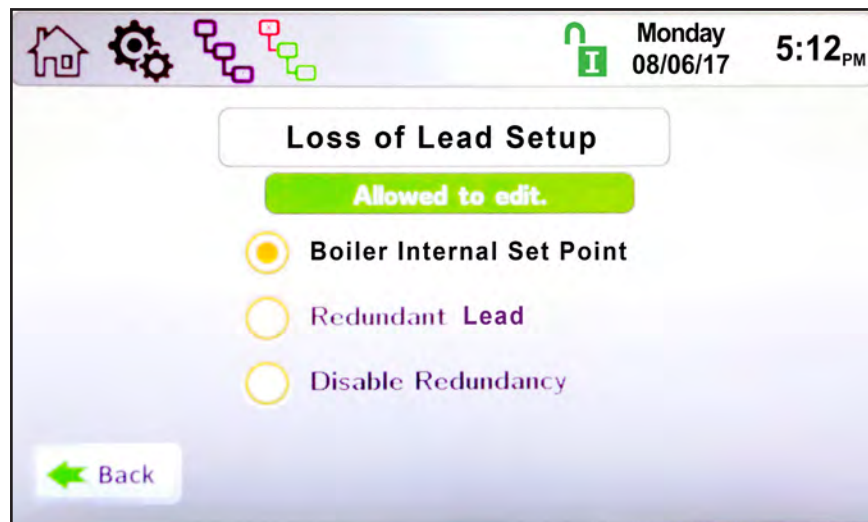 I
Monday
08/06/17
5:12PM
Loss of Lead Setup
Allowed to edit.
Boiler Internal Set Point
Redundant Lead
Disable Redundancy
Back